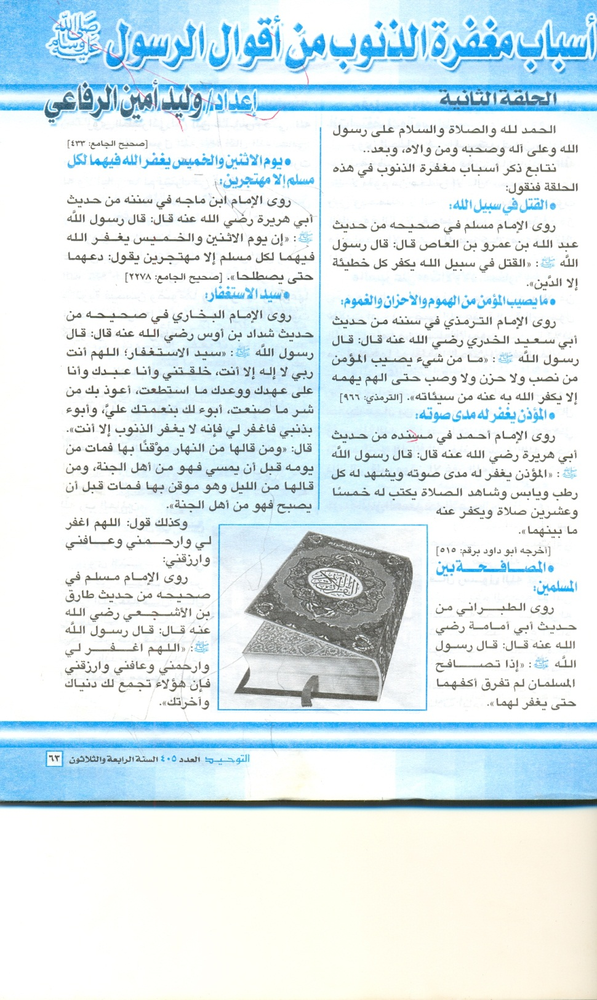 أسباب مغفرة الذنوب من أقوال الرسول ﷺ
الحلقة الثانية
إعداد/ وليد أمين الرفاعي
الحمد لله والصلاة والسلام على رسول
الله وعلى آله وصحبه ومن والاه، وبعد..
نتابع ذكر أسباب مغفرة الذنوب في هذه
الحلقة فنقول:
• القتل في سبيل الله:
روى الإمام مسلم في صحيحه من حديث
عبد الله بن عمرو بن العاص قال: قال رسول
اللَّه ﷺ: «القتل في سبيل الله يكفر كل خطيئة
إلا الدَّين».
• ما يصيب المؤمن من الهموم والأحزان والغموم:
روى الإمام الترمذي في سننه من حديث
أبي سعيد الخدري رضي الله عنه قال: قال
رسول اللَّه ﷺ: «ما من شيء يصيب المؤمن
من نصب ولا حزن ولا وصب حتى الهم يهمه
إلا يكفر الله به عنه من سيئاته». [الترمذي: ٩٦٦]
• المؤذن يغفر له مدى صوته:
روى الإمام أحمد في مسنده من حديث
أبي هريرة رضي الله عنه قال: قال رسول اللَّه
ﷺ: «المؤذن يغفر له مدى صوته ويشهد له كل
رطب ويابس وشاهد الصلاة يكتب له خمسًا
وعشرين صلاة ويكفر عنه
ما بينهما».
[أخرجه أبو داود برقم: ٥١٥]
• المصافحة بين
المسلمين:
روى الطبراني من
حديث أبي أمامة رضي
الله عنه قال: قال رسول
اللَّه ﷺ: «إذا تصافح
المسلمان لم تفرق أكفهما
حتى يغفر لهما».
[صحيح الجامع: ٤٣٣]
• يوم الاثنين والخميس يغفر الله فيهما لكل
مسلم إلا مهتجرين:
روى الإمام ابن ماجه في سننه من حديث
أبي هريرة رضي الله عنه قال: قال رسول اللَّه
ﷺ: «إن يوم الاثنين والخميس يغفر الله
فيهما لكل مسلم إلا مهتجرين يقول: دعهما
حتى يصطلحا». [صحيح الجامع: ٢٢٧٨]
• سيد الاستغفار:
روى الإمام البخاري في صحيحه من
حديث شداد بن أوس رضي الله عنه قال: قال
رسول اللَّه ﷺ: «سيد الاستغفار؛ اللهم أنت
ربي لا إله إلا أنت، خلقتني وأنا عبدك وأنا
على عهدك ووعدك ما استطعت، أعوذ بك من
شر ما صنعت، أبوء لك بنعمتك عليَّ، وأبوء
بذنبي فاغفر لي فإنه لا يغفر الذنوب إلا أنت».
قال: «ومن قالها من النهار موْقنًا بها فمات من
يومه قبل أن يمسي فهو من أهل الجنة، ومن
قالها من الليل وهو موقن بها فمات قبل أن
يصبح فهو من أهل الجنة».
وكذلك قول: اللهم اغفر
لي وارحمني وعافني
وارزقني:
روى الإمام مسلم في
صحيحه من حديث طارق
بن الأشجعي رضي الله
عنه قال: قال رسول اللَّه
ﷺ: «اللهم اغفر لي
وارحمني وعافني وارزقني
فإن هؤلاء تجمع لك دنياك
وآخرتك».
التوحيد العدد ٤٠٥ السنة الرابعة والثلاثون ٦٣